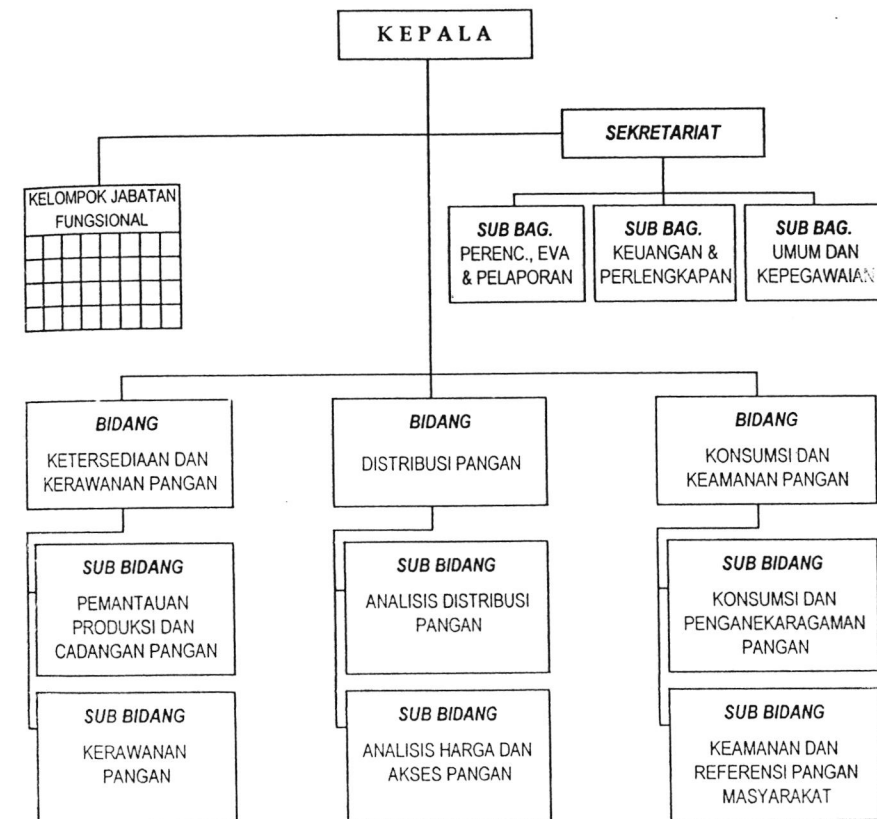 KEPALA
SEKRETARIAT
KELOMPOK JABATAN
FUNGSIONAL
SUB BAG.
PERENC., EVA
& PELAPORAN
SUB BAG.
KEUANGAN &
PERLENGKAPAN
SUB BAG.
UMUM DAN
KEPEGAWAIAN
BIDANG
KETERSEDIAAN DAN
KERAWANAN PANGAN
BIDANG
DISTRIBUSI PANGAN
BIDANG
KONSUMSI DAN
KEAMANAN PANGAN
SUB BIDANG
PEMANTAUAN
PRODUKSI DAN
CADANGAN PANGAN
SUB BIDANG
ANALISIS DISTRIBUSI
PANGAN
SUB BIDANG
KONSUMSI DAN
PENGANEKARAGAMAN
PANGAN
SUB BIDANG
KERAWANAN
PANGAN
SUB BIDANG
ANALISIS HARGA DAN
AKSES PANGAN
SUB BIDANG
KEAMANAN DAN
REFERENSI PANGAN
MASYARAKAT